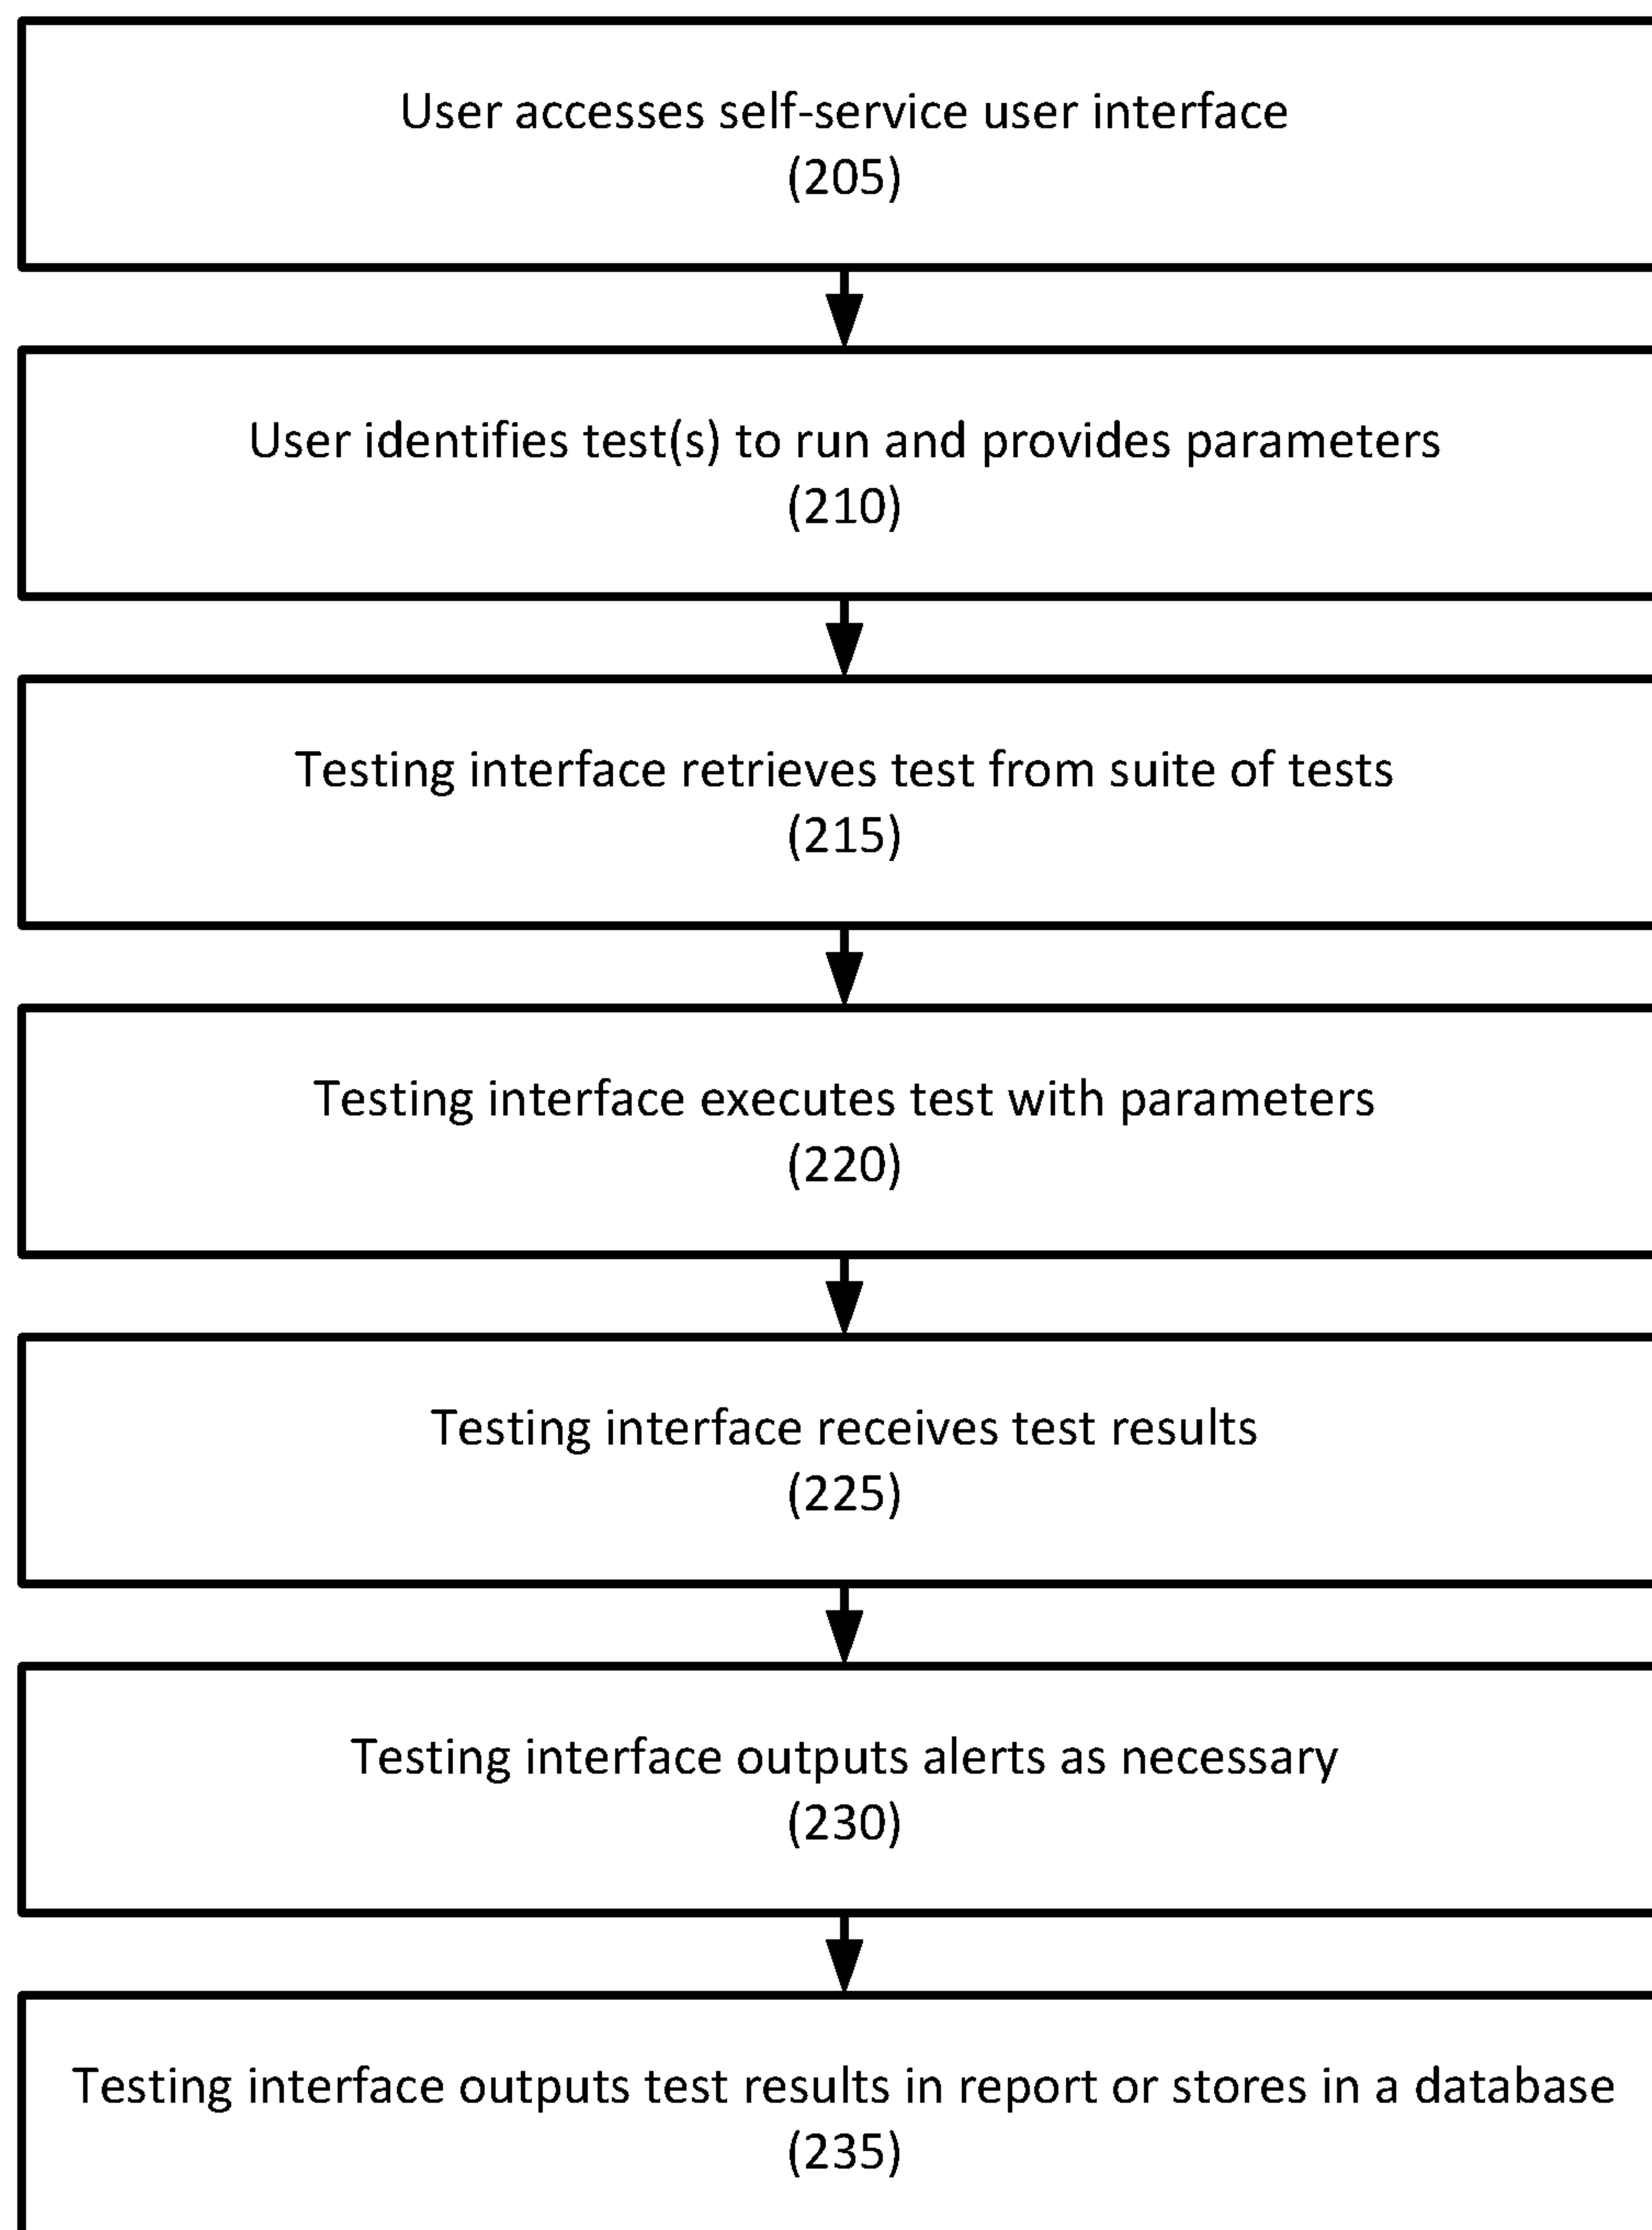 User accesses self-service user interface
(205)
User identifies test(s) to run and provides parameters
(210)
Testing interface retrieves test from suite of tests
(215)
Testing interface executes test with parameters
(220)
Testing interface receives test results
(225)
Testing interface outputs alerts as necessary
(230)
Testing interface outputs test results in report or stores in a database
(235)